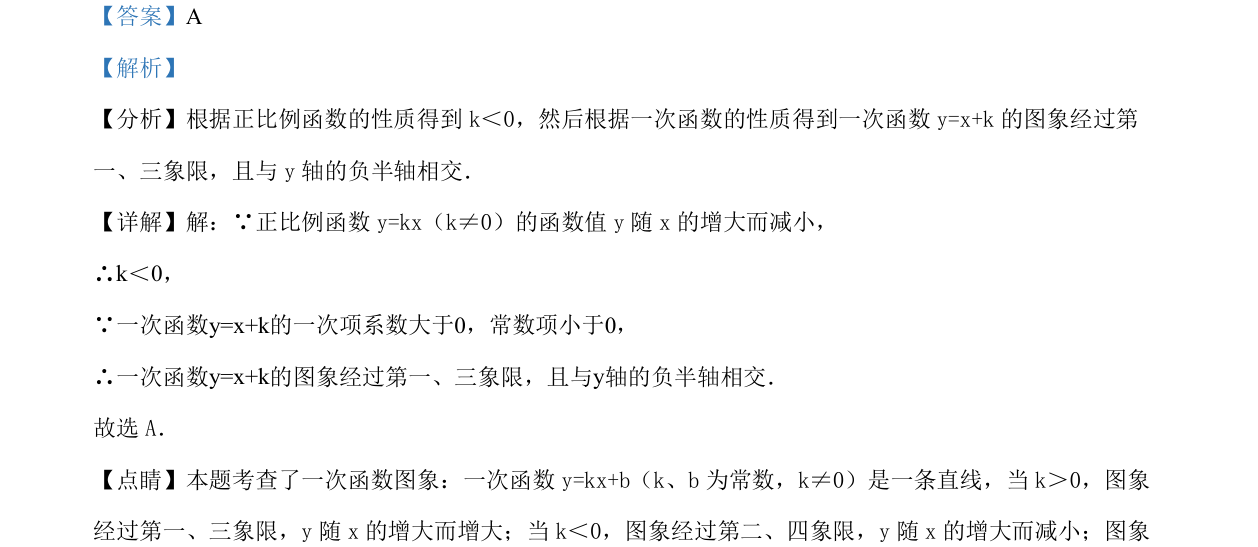 【答案】A
【解析】
【分析】根据正比例函数的性质得到 k＜0，然后根据一次函数的性质得到一次函数 y=x+k 的图象经过第
一、三象限，且与 y 轴的负半轴相交．
【详解】解：∵正比例函数 y=kx（k≠0）的函数值 y 随 x 的增大而减小，
∴k＜0，
∵一次函数y=x+k的一次项系数大于0，常数项小于0，
∴一次函数y=x+k的图象经过第一、三象限，且与y轴的负半轴相交．
故选 A．
【点睛】本题考查了一次函数图象：一次函数 y=kx+b（k、b 为常数，k≠0）是一条直线，当 k＞0，图象
经过第一、三象限，y 随 x 的增大而增大；当 k＜0，图象经过第二、四象限，y 随 x 的增大而减小；图象